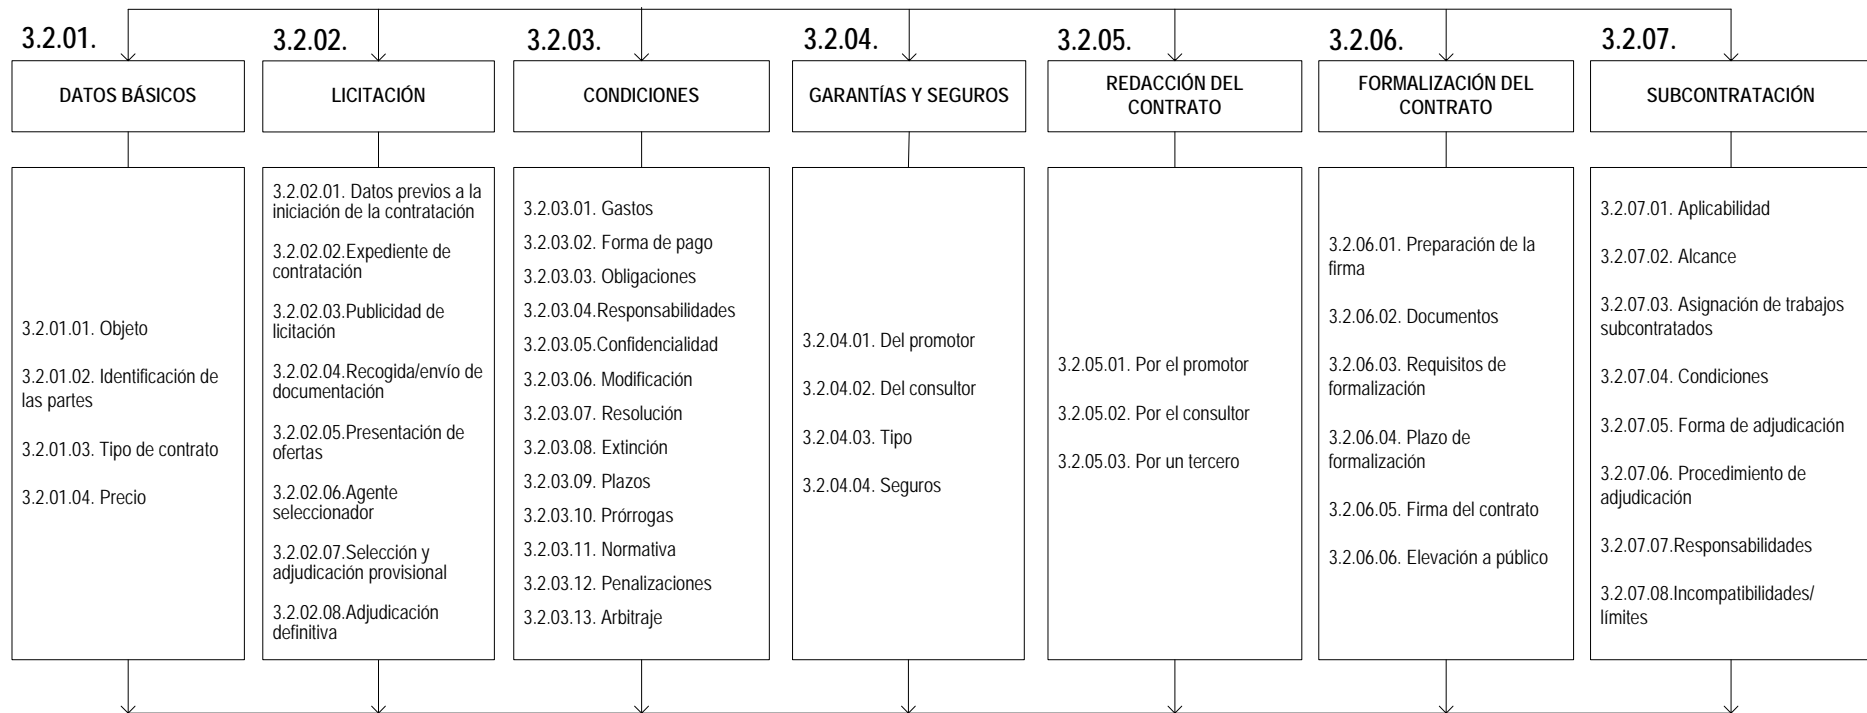 3.2.01.
DATOS BÁSICOS
3.2.01.01. Objeto
3.2.01.02. Identificación de
las partes
3.2.01.03. Tipo de contrato
3.2.01.04. Precio
3.2.02.
LICITACIÓN
3.2.02.01. Datos previos a la
iniciación de la contratación
3.2.02.02.Expediente de
contratación
3.2.02.03.Publicidad de
licitación
3.2.02.04.Recogida/envío de
documentación
3.2.02.05.Presentación de
ofertas
3.2.02.06.Agente
seleccionador
3.2.02.07.Selección y
adjudicación provisional
3.2.02.08.Adjudicación
definitiva
3.2.03.
CONDICIONES
3.2.03.01. Gastos
3.2.03.02. Forma de pago
3.2.03.03. Obligaciones
3.2.03.04.Responsabilidades
3.2.03.05.Confidencialidad
3.2.03.06. Modificación
3.2.03.07. Resolución
3.2.03.08. Extinción
3.2.03.09. Plazos
3.2.03.10. Prórrogas
3.2.03.11. Normativa
3.2.03.12. Penalizaciones
3.2.03.13. Arbitraje
3.2.04.
GARANTÍAS Y SEGUROS
3.2.04.01. Del promotor
3.2.04.02. Del consultor
3.2.04.03. Tipo
3.2.04.04. Seguros
3.2.05.
REDACCIÓN DEL
CONTRATO
3.2.05.01. Por el promotor
3.2.05.02. Por el consultor
3.2.05.03. Por un tercero
3.2.06.
FORMALIZACIÓN DEL
CONTRATO
3.2.06.01. Preparación de la
firma
3.2.06.02. Documentos
3.2.06.03. Requisitos de
formalización
3.2.06.04. Plazo de
formalización
3.2.06.05. Firma del contrato
3.2.06.06. Elevación a público
3.2.07.
SUBCONTRATACIÓN
3.2.07.01. Aplicabilidad
3.2.07.02. Alcance
3.2.07.03. Asignación de trabajos
subcontratados
3.2.07.04. Condiciones
3.2.07.05. Forma de adjudicación
3.2.07.06. Procedimiento de
adjudicación
3.2.07.07.Responsabilidades
3.2.07.08.Incompatibilidades/
límites